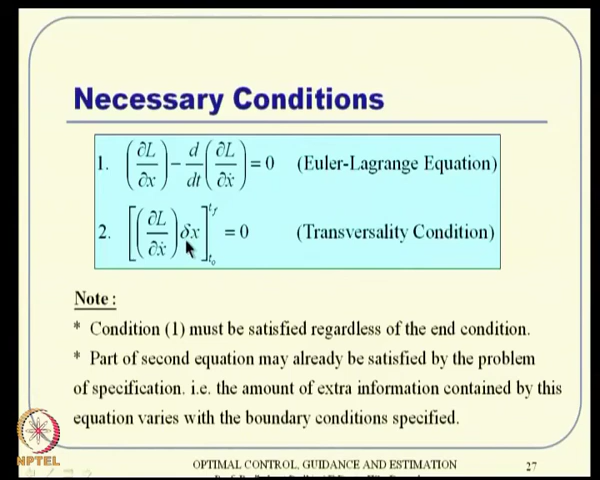 Necessary Conditions
1. (∂L/∂x) − d/dt (∂L/∂ẋ) = 0 (Euler-Lagrange Equation)
2. [(∂L/∂ẋ) δx]_{t_0}^{t_f} = 0 (Transversality Condition)
Note :
* Condition (1) must be satisfied regardless of the end condition.
* Part of second equation may already be satisfied by the problem
of specification. i.e. the amount of extra information contained by this
equation varies with the boundary conditions specified.
NPTEL
OPTIMAL CONTROL, GUIDANCE AND ESTIMATION
27